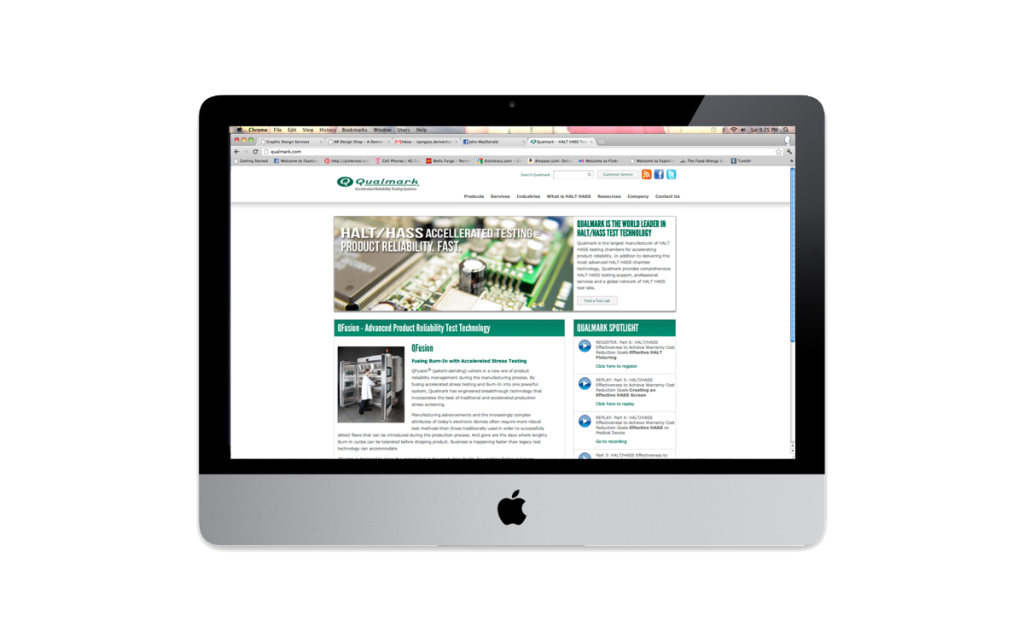 Chrome File Edit View History Bookmarks Window Users Help
Sat 9:25 PM
Graphic Design Services
AR Design Shop - A Denver
John MacDonald
Qualmark - HALT HASS Test
qualmark.com
Getting Started
Welcome to Facebo
http://pinterest.co
Cell Phones | 4G
Wells Fargo - Perso
dictionary.com -
Amazon.com: Onlin
Welcome to Flickr
Welcome to Faceb
The Food Allergy
Tumblr
Qualmark
Accelerated Reliability Testing Systems
Search Qualmark
Customer Service
Products Services Industries What is HALT HASS Resources Company Contact Us
HALT/HASS ACCELLERATED TESTING =
PRODUCT RELIABILITY. FAST.
QUALMARK IS THE WORLD LEADER IN
HALT/HASS TEST TECHNOLOGY
Qualmark is the largest manufacturer of HALT
HASS testing chambers for accelerating
product reliability. In addition to delivering the
most advanced HALT HASS chamber
technology, Qualmark provides comprehensive
HALT HASS testing support, professional
services and a global network of HALT HASS
test labs.
Find a Test Lab
QFusion - Advanced Product Reliability Test Technology
QFusion
Fusing Burn-In with Accelerated Stress Testing
QFusion® (patent-pending) ushers in a new era of product
reliability management during the manufacturing process. By
fusing accelerated stress testing and Burn-In into one powerful
system, Qualmark has engineered breakthrough technology that
incorporates the best of traditional and accelerated production
stress screening.
Manufacturing advancements and the increasingly complex
attributes of today's electronic devices often require more robust
test methods than those traditionally used in order to successfully
detect flaws that can be introduced during the production process. And gone are the days where lengthy
Burn-In cycles can be tolerated before shipping product. Business is happening faster than legacy test
technology can accommodate.
QUALMARK SPOTLIGHT
REGISTER: Part 6: HALT/HASS
Effectiveness to Achieve Warranty Cost
Reduction Goals-Effective HALT
Fixturing
Click here to register
REPLAY: Part 5: HALT/HASS
Effectiveness to Achieve Warranty Cost
Reduction Goals-Creating an
Effective HASS Screen
Click here to replay
REPLAY: Part 4: HALT/HASS
Effectiveness to Achieve Warranty Cost
Reduction Goals-Effective HASS on
Medical Device
Go to recording
Part 3: HALT/HASS Effectiveness to